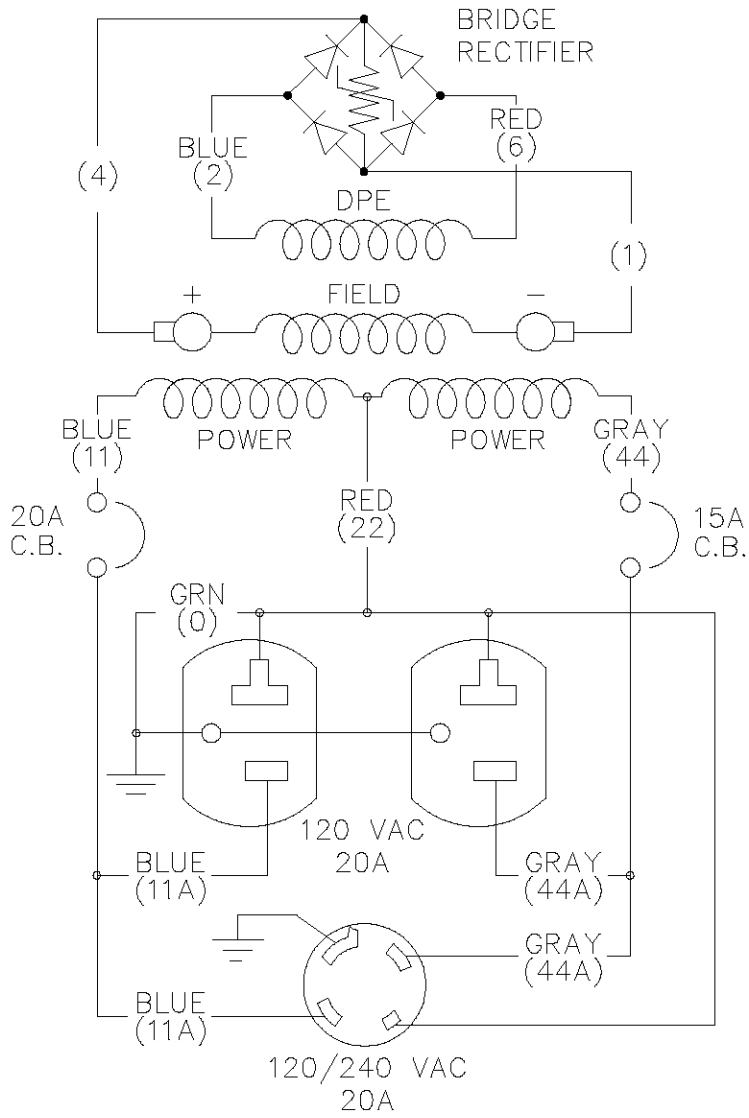 BRIDGE
RECTIFIER
BLUE
(2)
RED
(6)
(4)
DPE
(1)
+
FIELD
–
BLUE
(11)
POWER
POWER
GRAY
(44)
20A
C.B.
RED
(22)
15A
C.B.
GRN
(0)
120 VAC
20A
BLUE
(11A)
GRAY
(44A)
GRAY
(44A)
BLUE
(11A)
120/240 VAC
20A